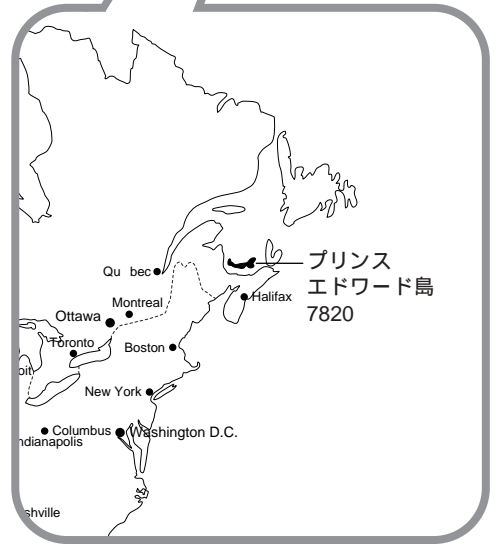 プリンス
エドワード島
7820
Qu bec
Halifax
Montreal
Ottawa
Toronto
Boston
oit
New York
Columbus
Washington D.C.
ndianapolis
shville